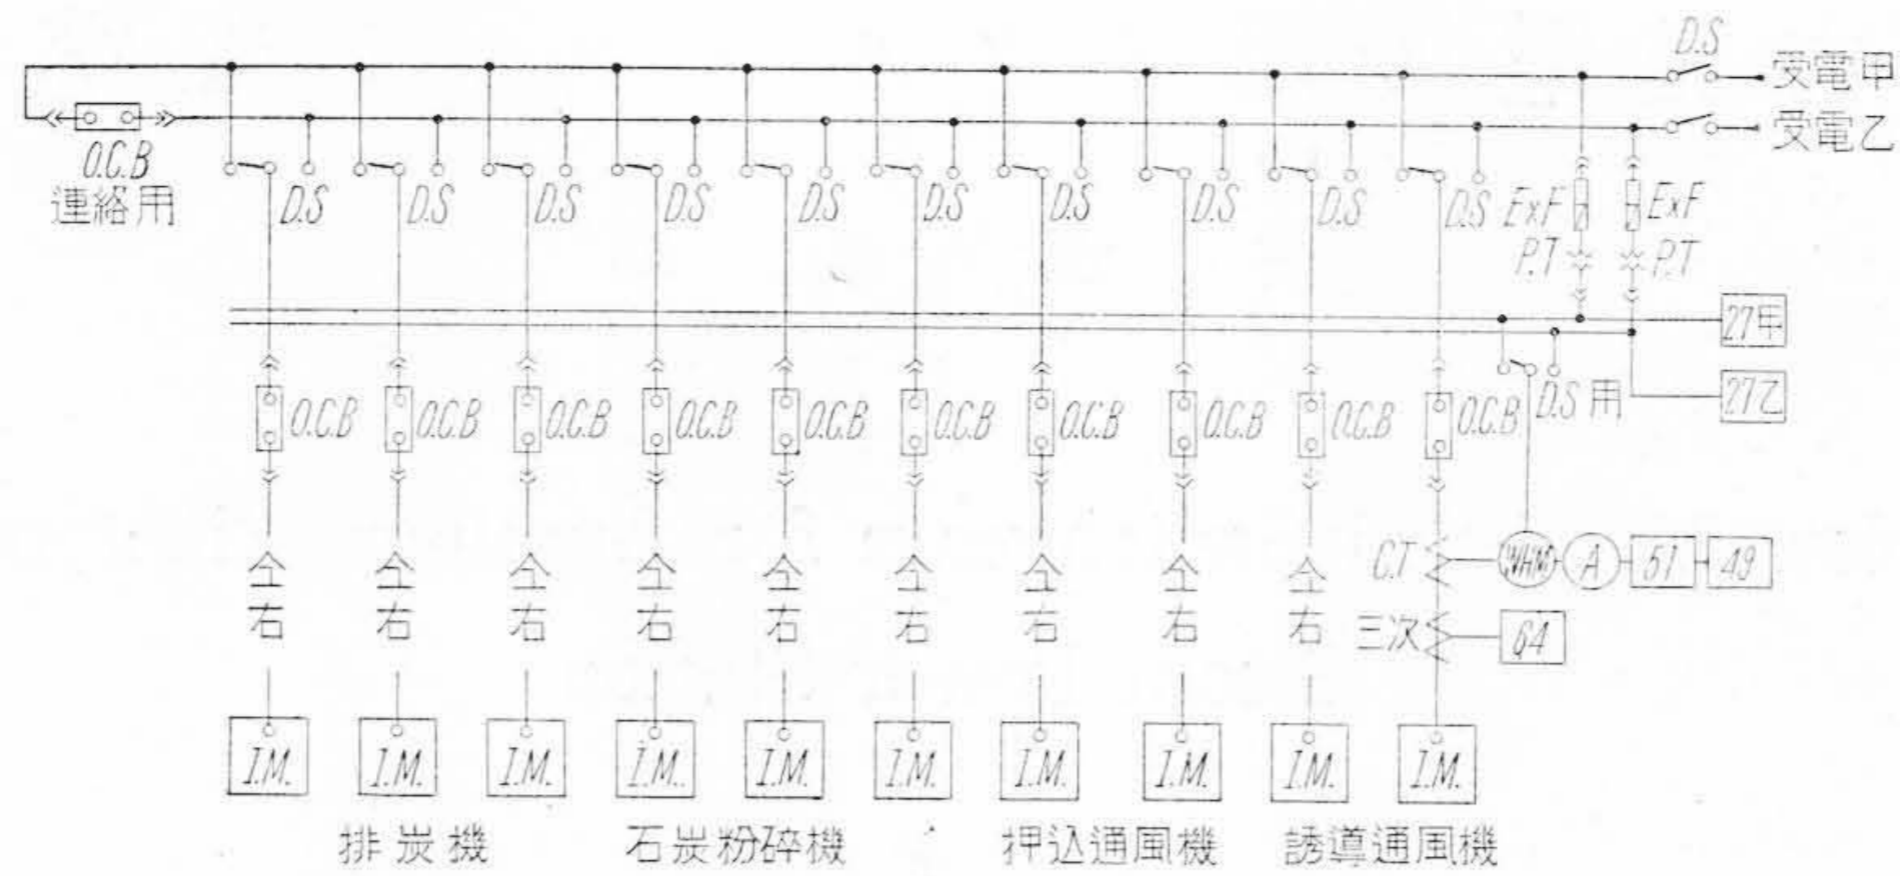 D.S
受電甲
受電乙
O.C.B
連絡用
D.S D.S D.S D.S D.S D.S D.S D.S D.S D.S
ExF ExF
P.T P.T
27甲
27乙
D.S用
O.C.B O.C.B O.C.B O.C.B O.C.B O.C.B O.C.B O.C.B O.C.B O.C.B
C.T WHM A 51 49
仝右 仝右 仝右 仝右 仝右 仝右 仝右 仝右 仝右
三次 64
I.M. I.M. I.M. I.M. I.M. I.M. I.M. I.M. I.M. I.M.
排炭機 石炭粉碎機 押込通風機 誘導通風機